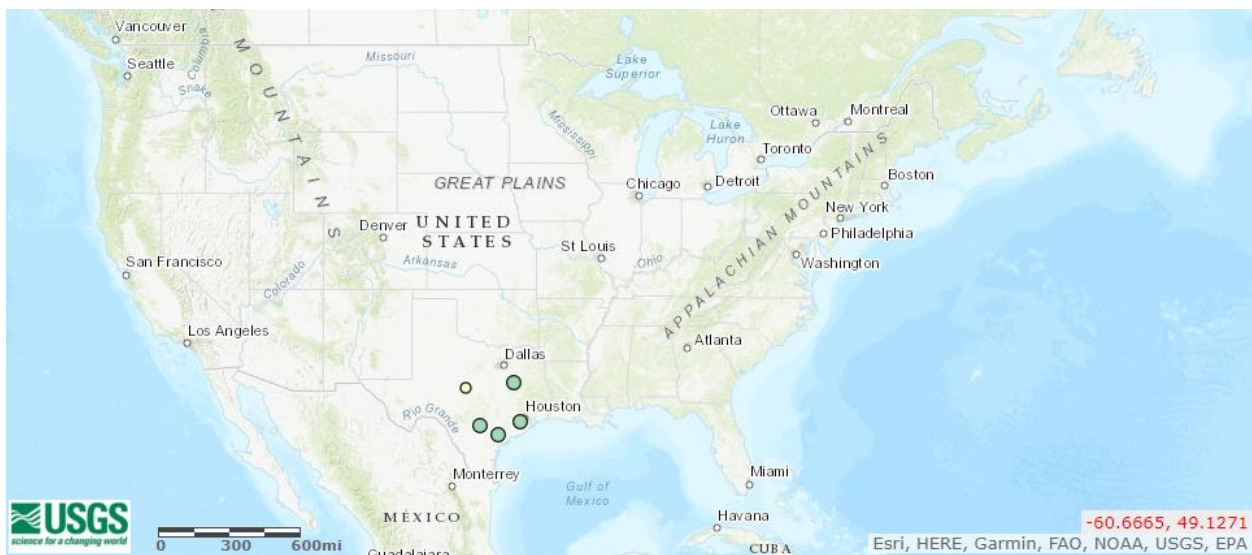 Vancouver
Seattle
Columbia
Snake
MOUNTAINS
Missouri
Lake
Superior
Mississippi
Ottawa
Montreal
Lake
Huron
Toronto
GREAT PLAINS
Chicago
Detroit
Boston
APPALACHIAN MOUNTAINS
New York
Philadelphia
Denver
UNITED
STATES
St Louis
Ohio
Washington
San Francisco
Colorado
Arkansas
Los Angeles
Atlanta
Dallas
Houston
Rio Grande
Monterrey
Gulf of
Mexico
Miami
Havana
MÉXICO
CUBA
Guadalajara
USGS
science for a changing world
0 300 600mi
-60.6665, 49.1271
Esri, HERE, Garmin, FAO, NOAA, USGS, EPA